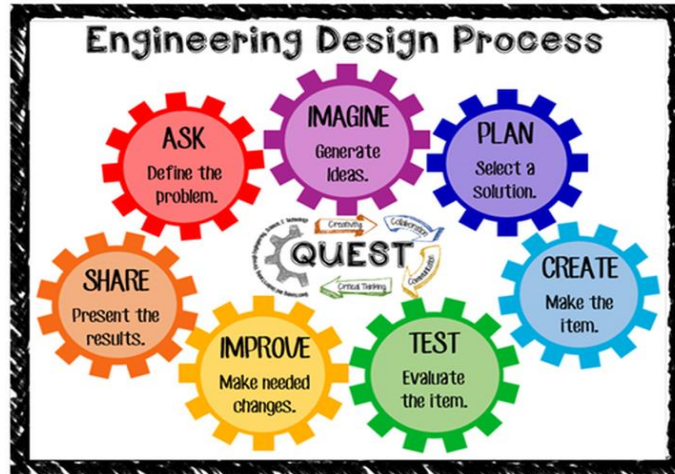 Engineering Design Process
ASK
Define the
problem.
IMAGINE
Generate
Ideas.
PLAN
Select a
solution.
CREATE
Make the
item.
TEST
Evaluate
the item.
IMPROVE
Make needed
changes.
SHARE
Present the
results.
QUEST
Creativity
Collaboration
Communication
Critical Thinking